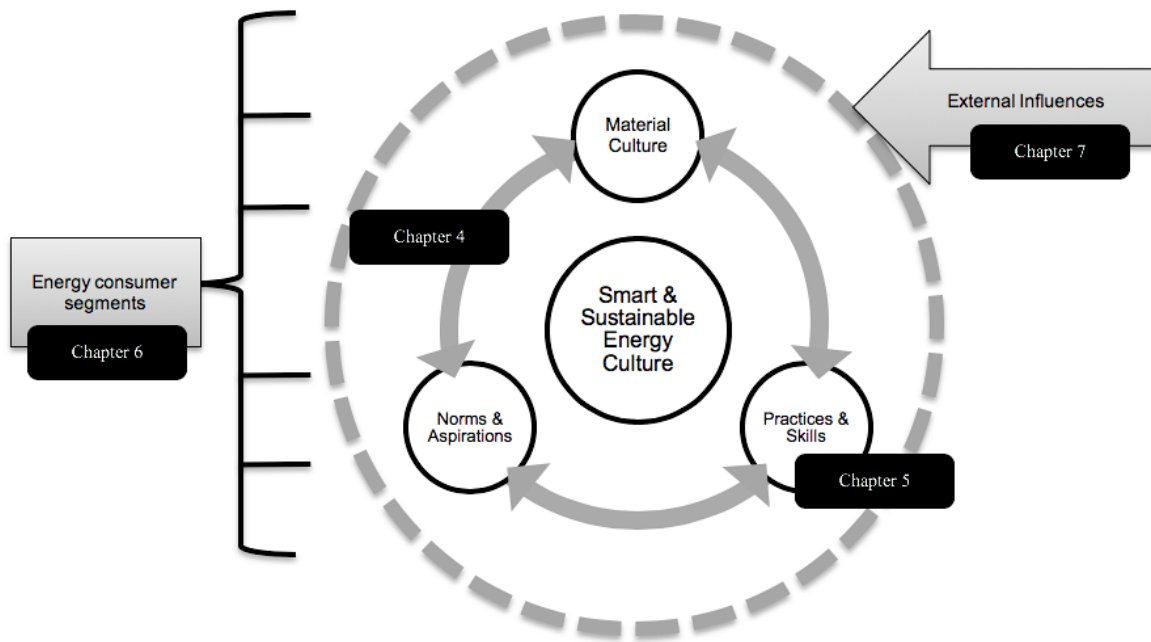 Material
Culture
External Influences
Chapter 7
Chapter 4
Energy consumer
segments
Chapter 6
Smart &
Sustainable
Energy
Culture
Norms &
Aspirations
Practices &
Skills
Chapter 5